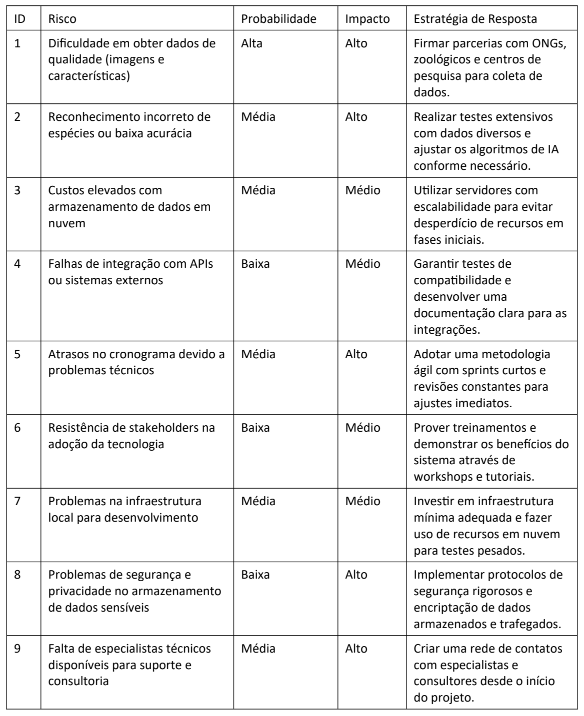 ID Risco Probabilidade Impacto Estratégia de Resposta
1 Dificuldade em obter dados de Alta Alto Firmar parcerias com ONGs,
qualidade (imagens e zoológicos e centros de
características) pesquisa para coleta de
dados.
2 Reconhecimento incorreto de Média Alto Realizar testes extensivos
espécies ou baixa acurácia com dados diversos e
ajustar os algoritmos de IA
conforme necessário.
3 Custos elevados com Média Médio Utilizar servidores com
armazenamento de dados em escalabilidade para evitar
nuvem desperdício de recursos em
fases iniciais.
4 Falhas de integração com APIs Baixa Médio Garantir testes de
ou sistemas externos compatibilidade e
desenvolver uma
documentação clara para as
integrações.
5 Atrasos no cronograma devido a Média Alto Adotar uma metodologia
problemas técnicos ágil com sprints curtos e
revisões constantes para
ajustes imediatos.
6 Resistência de stakeholders na Baixa Médio Prover treinamentos e
adoção da tecnologia demonstrar os benefícios do
sistema através de
workshops e tutoriais.
7 Problemas na infraestrutura Média Médio Investir em infraestrutura
local para desenvolvimento mínima adequada e fazer
uso de recursos em nuvem
para testes pesados.
8 Problemas de segurança e Baixa Alto Implementar protocolos de
privacidade no armazenamento segurança rigorosos e
de dados sensíveis encriptação de dados
armazenados e trafegados.
9 Falta de especialistas técnicos Média Alto Criar uma rede de contatos
disponíveis para suporte e com especialistas e
consultoria consultores desde o início
do projeto.